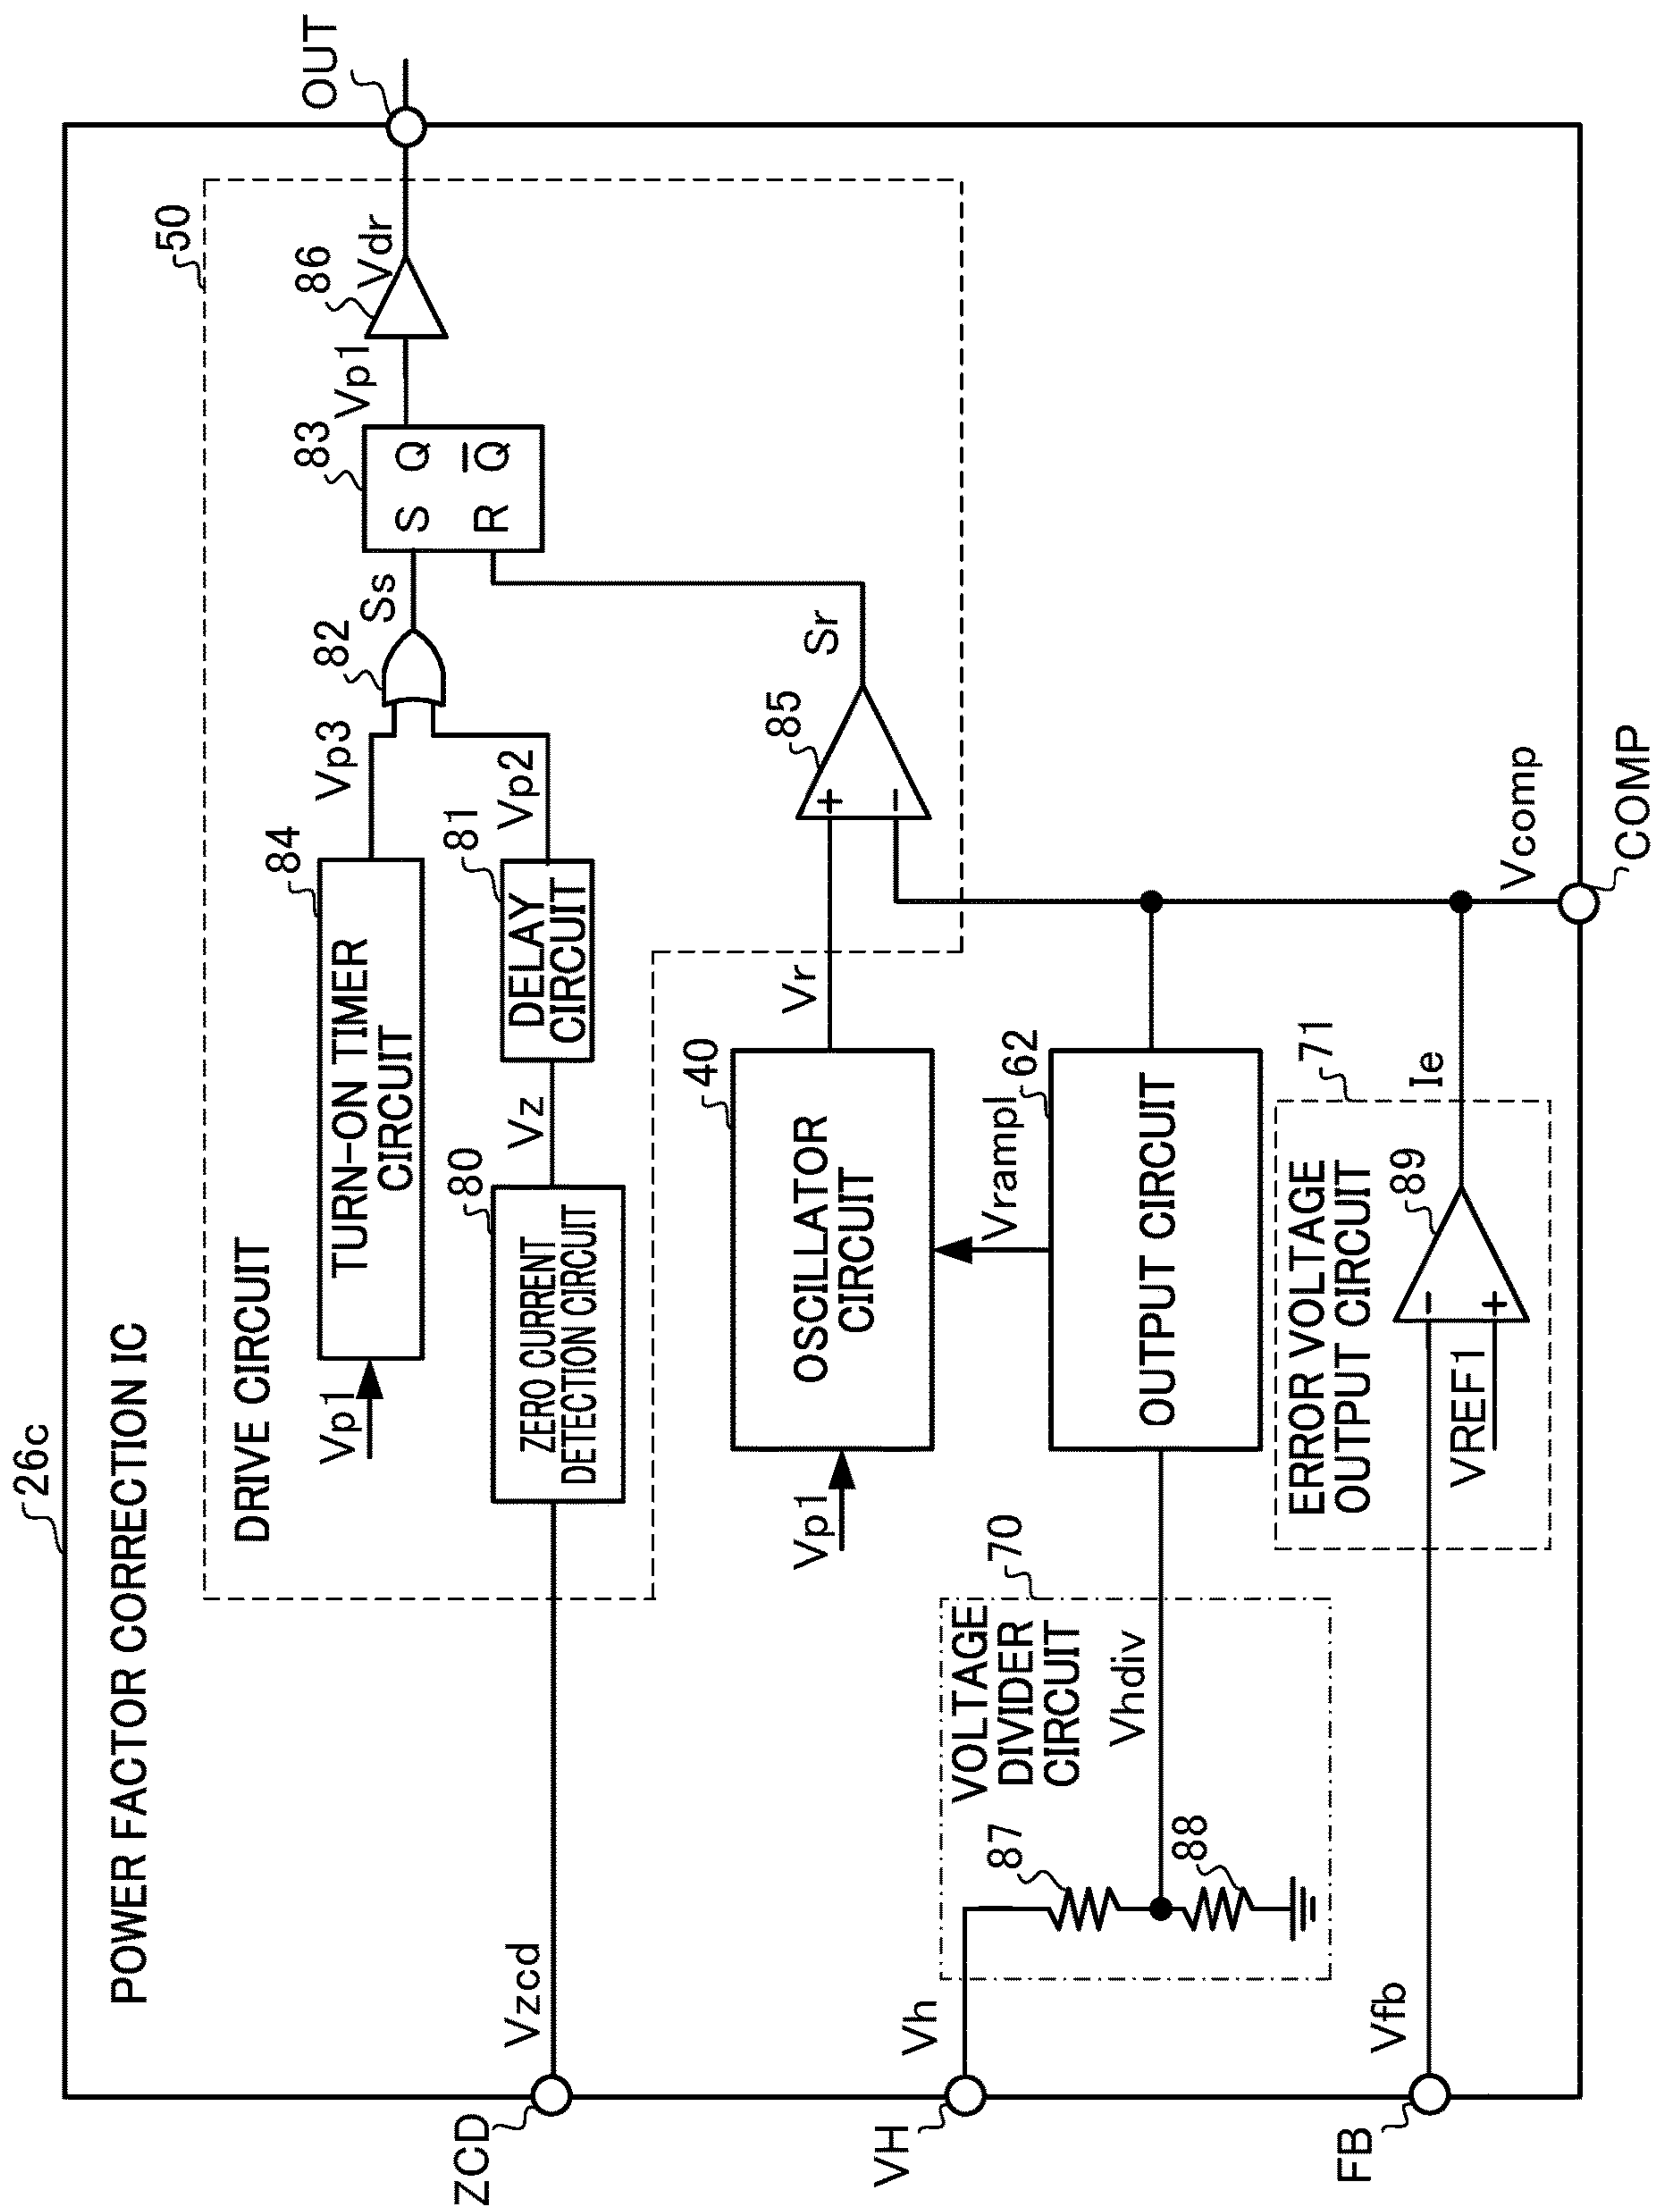 26c
POWER FACTOR CORRECTION IC
50
DRIVE CIRCUIT
OUT
Vp1
84
TURN-ON TIMER
CIRCUIT
Vp3
82
Ss
83
S Q
R Q̅
Vp1
86
Vdr
ZCD
Vzcd
80
ZERO CURRENT
DETECTION CIRCUIT
Vz
81
DELAY
CIRCUIT
Vp2
Vp1
40
OSCILLATOR
CIRCUIT
Vr
85
+
-
Sr
VH
Vh
70
VOLTAGE
DIVIDER
CIRCUIT
87
88
Vhdiv
Vrampl
62
OUTPUT CIRCUIT
71
ERROR VOLTAGE
OUTPUT CIRCUIT
FB
Vfb
VREF1
89
-
+
Ie
Vcomp
COMP